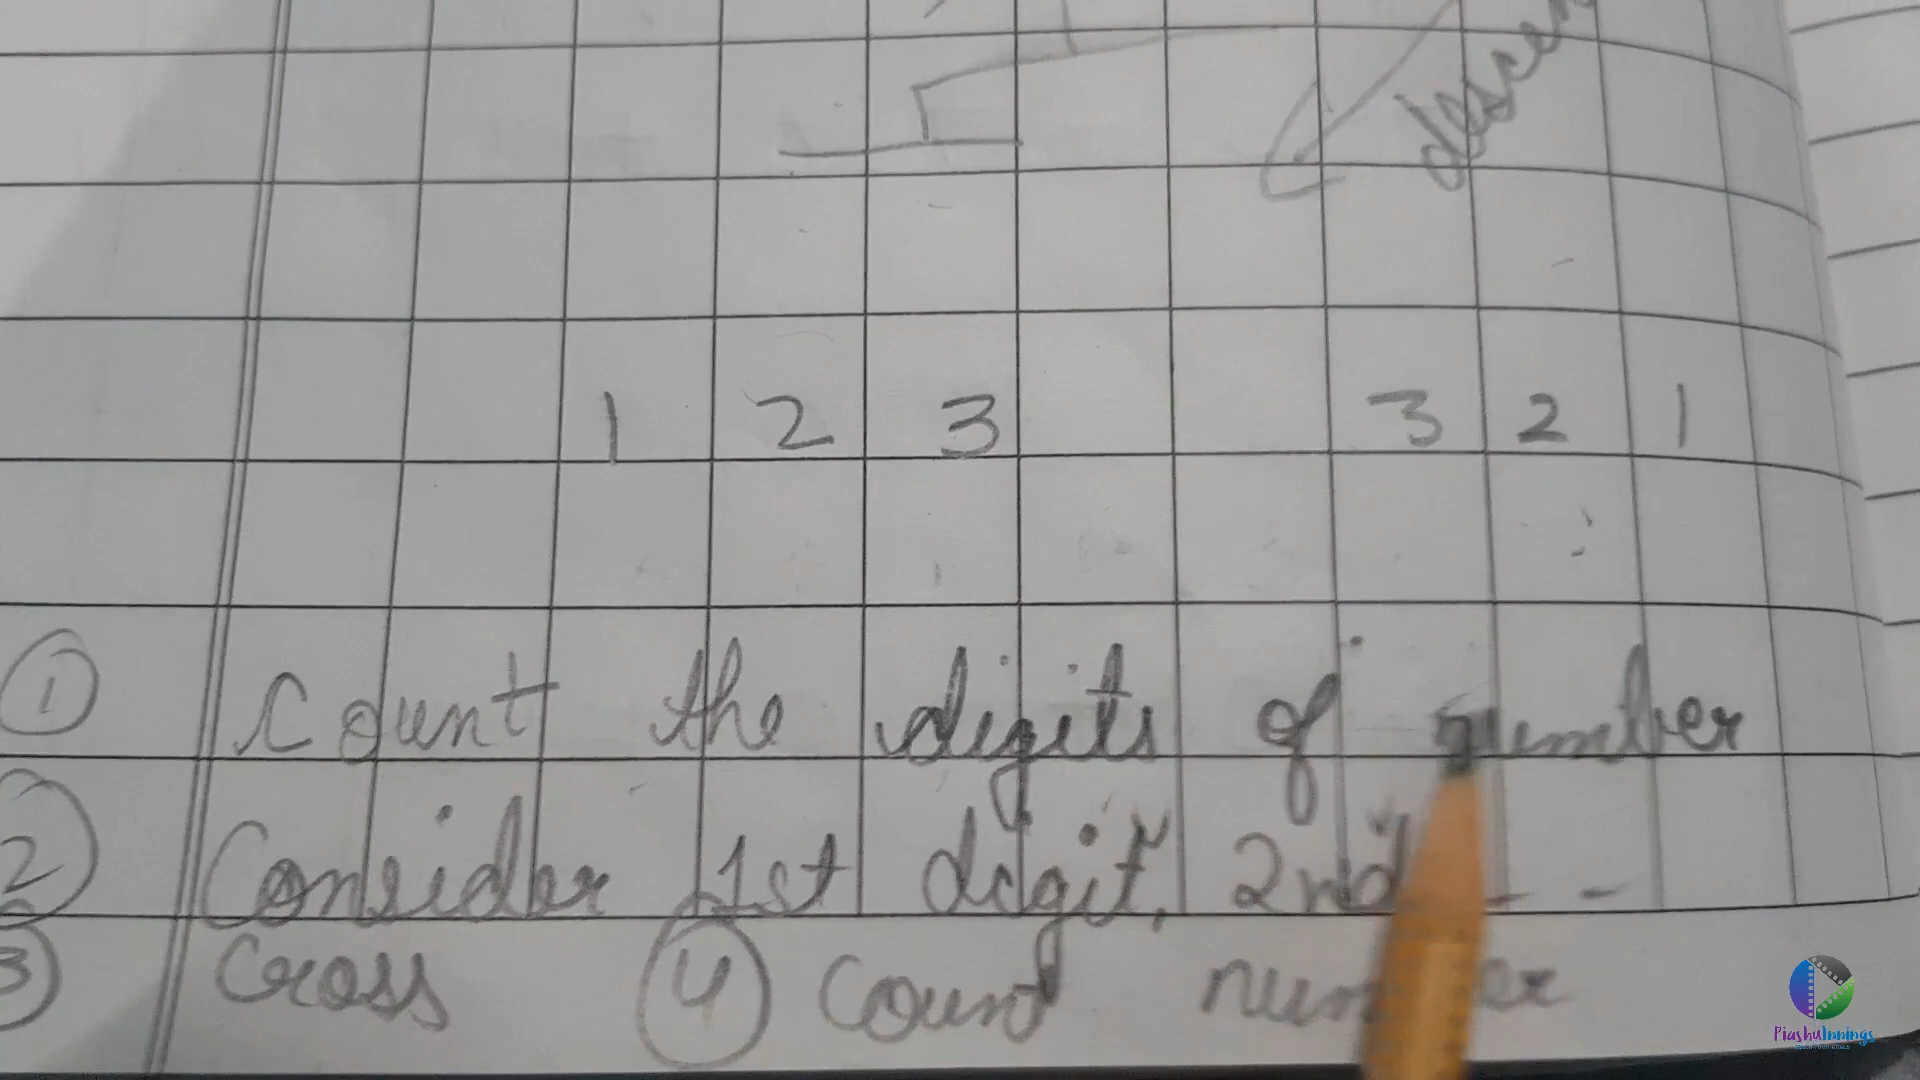 descen
1 2 3 3 2 1
① Count the digits of number
② Consider 1st digit, 2nd - -
③ Cross ④ Count number
PiashuInnings